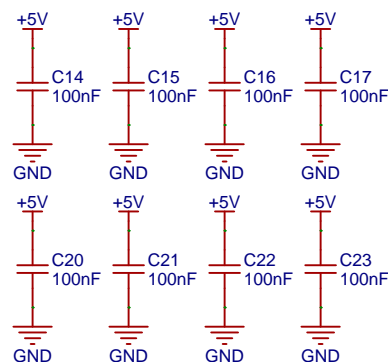 +5V +5V +5V +5V
C14 C15 C16 C17
100nF 100nF 100nF 100nF
GND GND GND GND
+5V +5V +5V +5V
C20 C21 C22 C23
100nF 100nF 100nF 100nF
GND GND GND GND